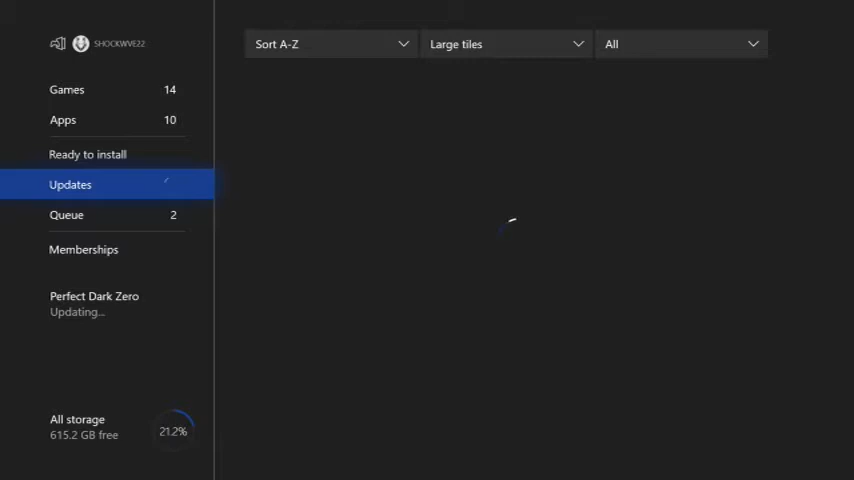 SHOCKWVE22
Sort A-Z
Large tiles
All
Games 14
Apps 10
Ready to install
Updates
Queue 2
Memberships
Perfect Dark Zero
Updating...
All storage
615.2 GB free
21.2%